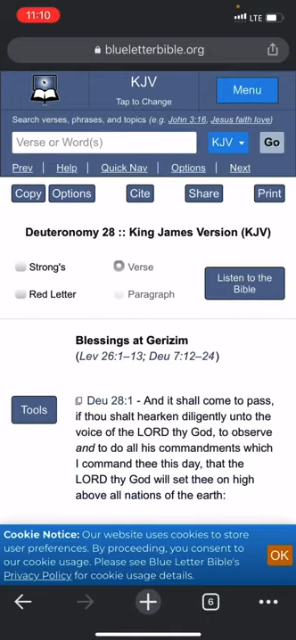 11:10
LTE
blueletterbible.org
KJV
Tap to Change
Menu
Search verses, phrases, and topics (e.g. John 3:16, Jesus faith love)
Verse or Word(s)
KJV
Go
Prev | Help | Quick Nav | Options | Next
Copy Options Cite Share Print
Deuteronomy 28 :: King James Version (KJV)
Strong's
Verse
Red Letter
Paragraph
Listen to the
Bible
Blessings at Gerizim
(Lev 26:1–13; Deu 7:12–24)
Tools
Deu 28:1 - And it shall come to pass,
if thou shalt hearken diligently unto the
voice of the LORD thy God, to observe
and to do all his commandments which
I command thee this day, that the
LORD thy God will set thee on high
above all nations of the earth:
Cookie Notice: Our website uses cookies to store
user preferences. By proceeding, you consent to
our cookie usage. Please see Blue Letter Bible's
Privacy Policy for cookie usage details.
OK
6